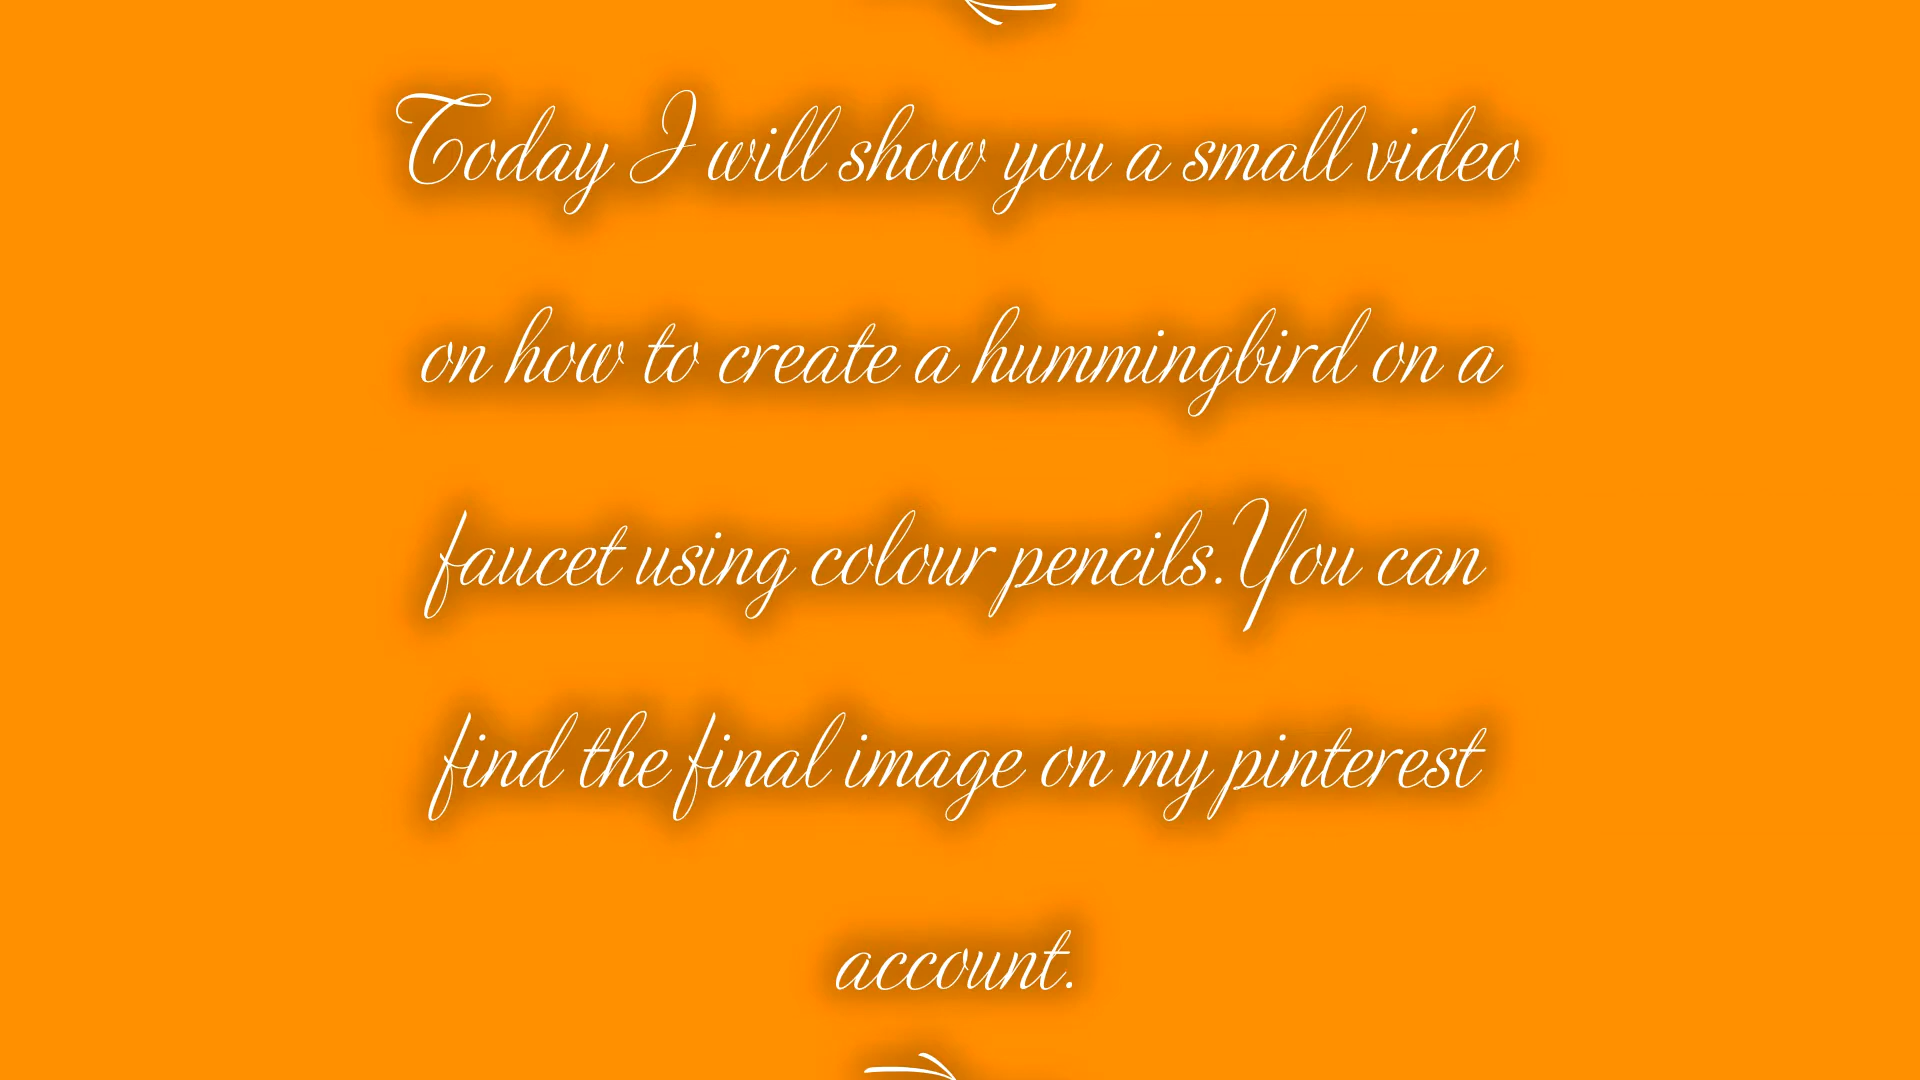 Today I will show you a small video
on how to create a hummingbird on a
faucet using colour pencils.You can
find the final image on my pinterest
account.